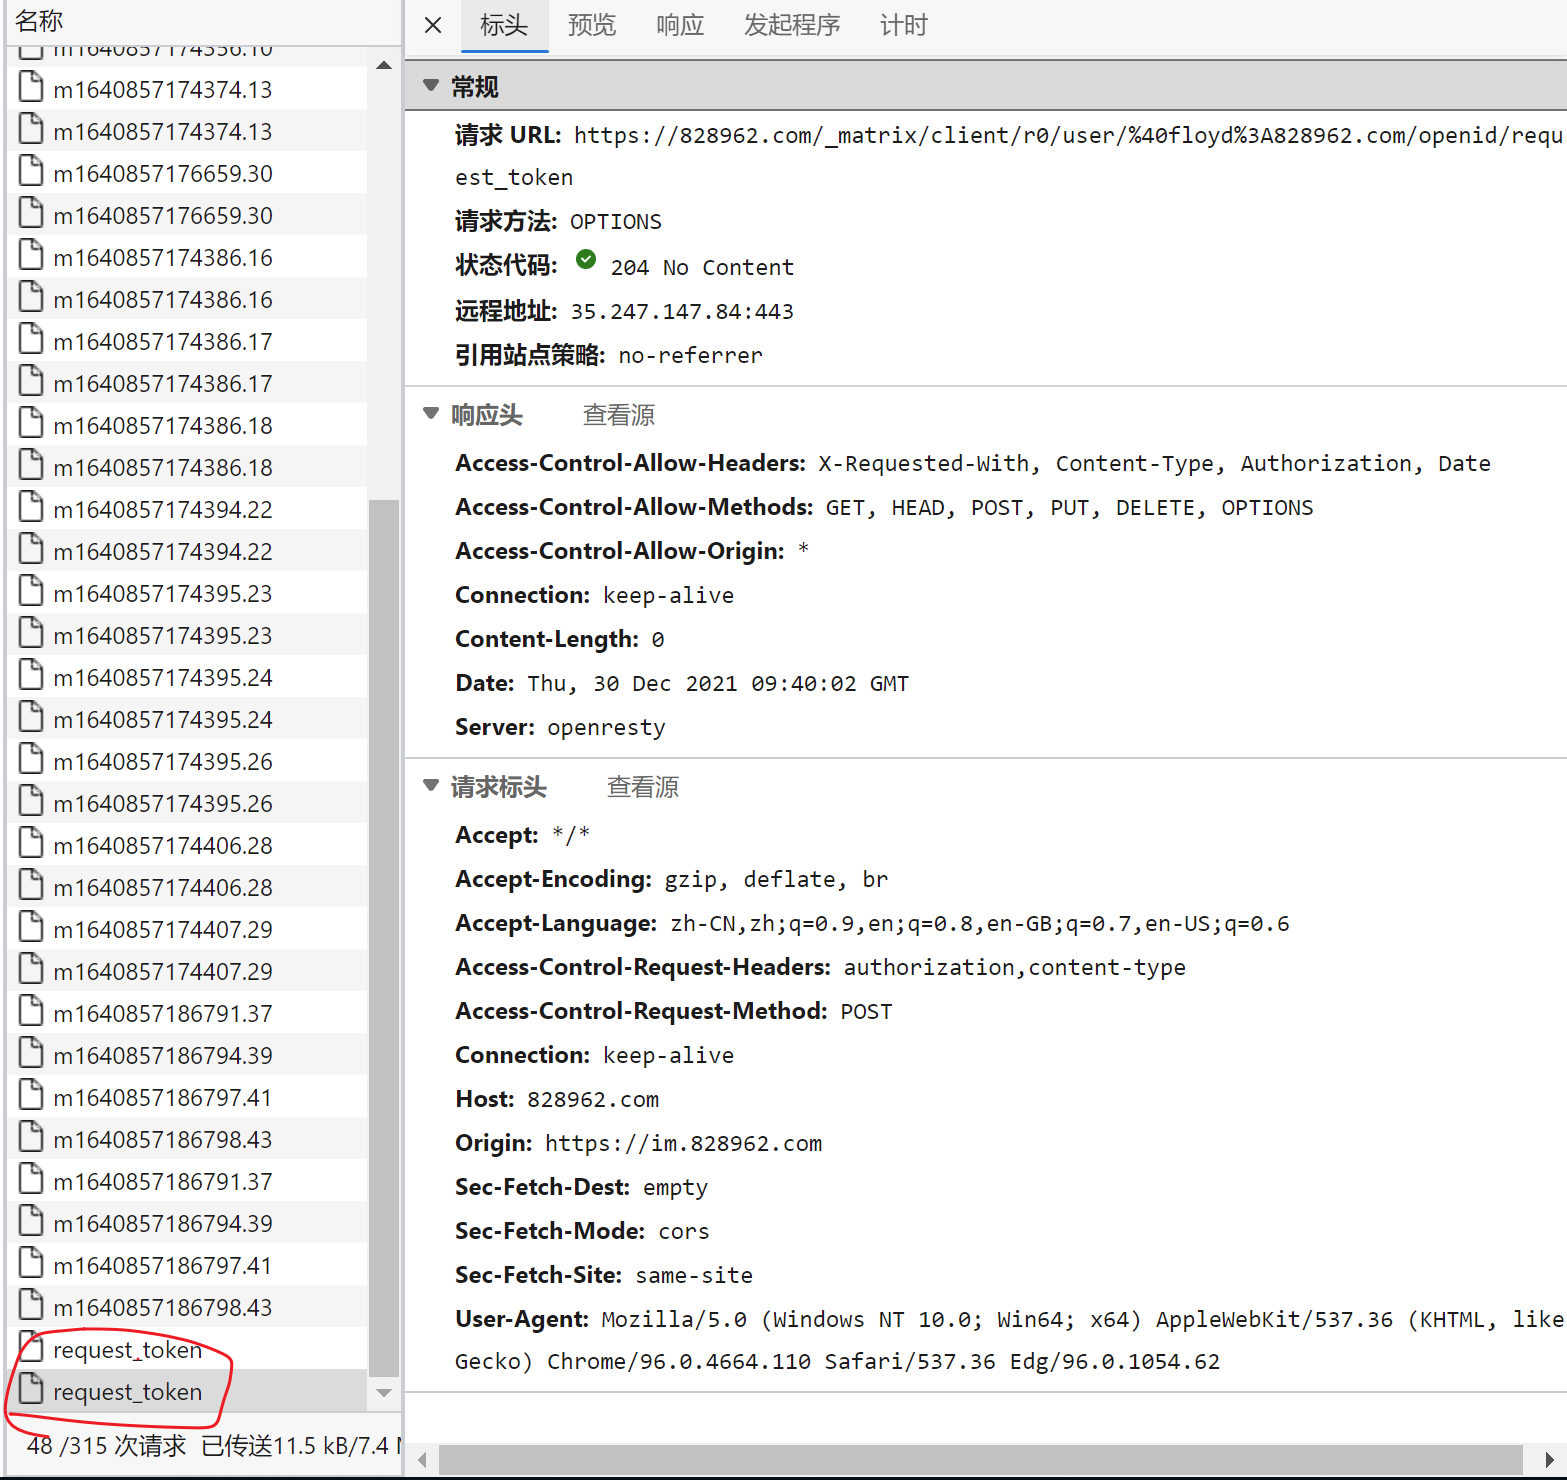 名称
m1640857174356.10
m1640857174374.13
m1640857174374.13
m1640857176659.30
m1640857176659.30
m1640857174386.16
m1640857174386.16
m1640857174386.17
m1640857174386.17
m1640857174386.18
m1640857174386.18
m1640857174394.22
m1640857174394.22
m1640857174395.23
m1640857174395.23
m1640857174395.24
m1640857174395.24
m1640857174395.26
m1640857174395.26
m1640857174406.28
m1640857174406.28
m1640857174407.29
m1640857174407.29
m1640857186791.37
m1640857186794.39
m1640857186797.41
m1640857186798.43
m1640857186791.37
m1640857186794.39
m1640857186797.41
m1640857186798.43
request_token
request_token
48 /315 次请求 已传送11.5 kB/7.4
标头 预览 响应 发起程序 计时
常规
请求 URL: https://828962.com/_matrix/client/r0/user/%40floyd%3A828962.com/openid/requ
est_token
请求方法: OPTIONS
状态代码: 204 No Content
远程地址: 35.247.147.84:443
引用站点策略: no-referrer
响应头 查看源
Access-Control-Allow-Headers: X-Requested-With, Content-Type, Authorization, Date
Access-Control-Allow-Methods: GET, HEAD, POST, PUT, DELETE, OPTIONS
Access-Control-Allow-Origin: *
Connection: keep-alive
Content-Length: 0
Date: Thu, 30 Dec 2021 09:40:02 GMT
Server: openresty
请求标头 查看源
Accept: */*
Accept-Encoding: gzip, deflate, br
Accept-Language: zh-CN,zh;q=0.9,en;q=0.8,en-GB;q=0.7,en-US;q=0.6
Access-Control-Request-Headers: authorization,content-type
Access-Control-Request-Method: POST
Connection: keep-alive
Host: 828962.com
Origin: https://im.828962.com
Sec-Fetch-Dest: empty
Sec-Fetch-Mode: cors
Sec-Fetch-Site: same-site
User-Agent: Mozilla/5.0 (Windows NT 10.0; Win64; x64) AppleWebKit/537.36 (KHTML, like
Gecko) Chrome/96.0.4664.110 Safari/537.36 Edg/96.0.1054.62